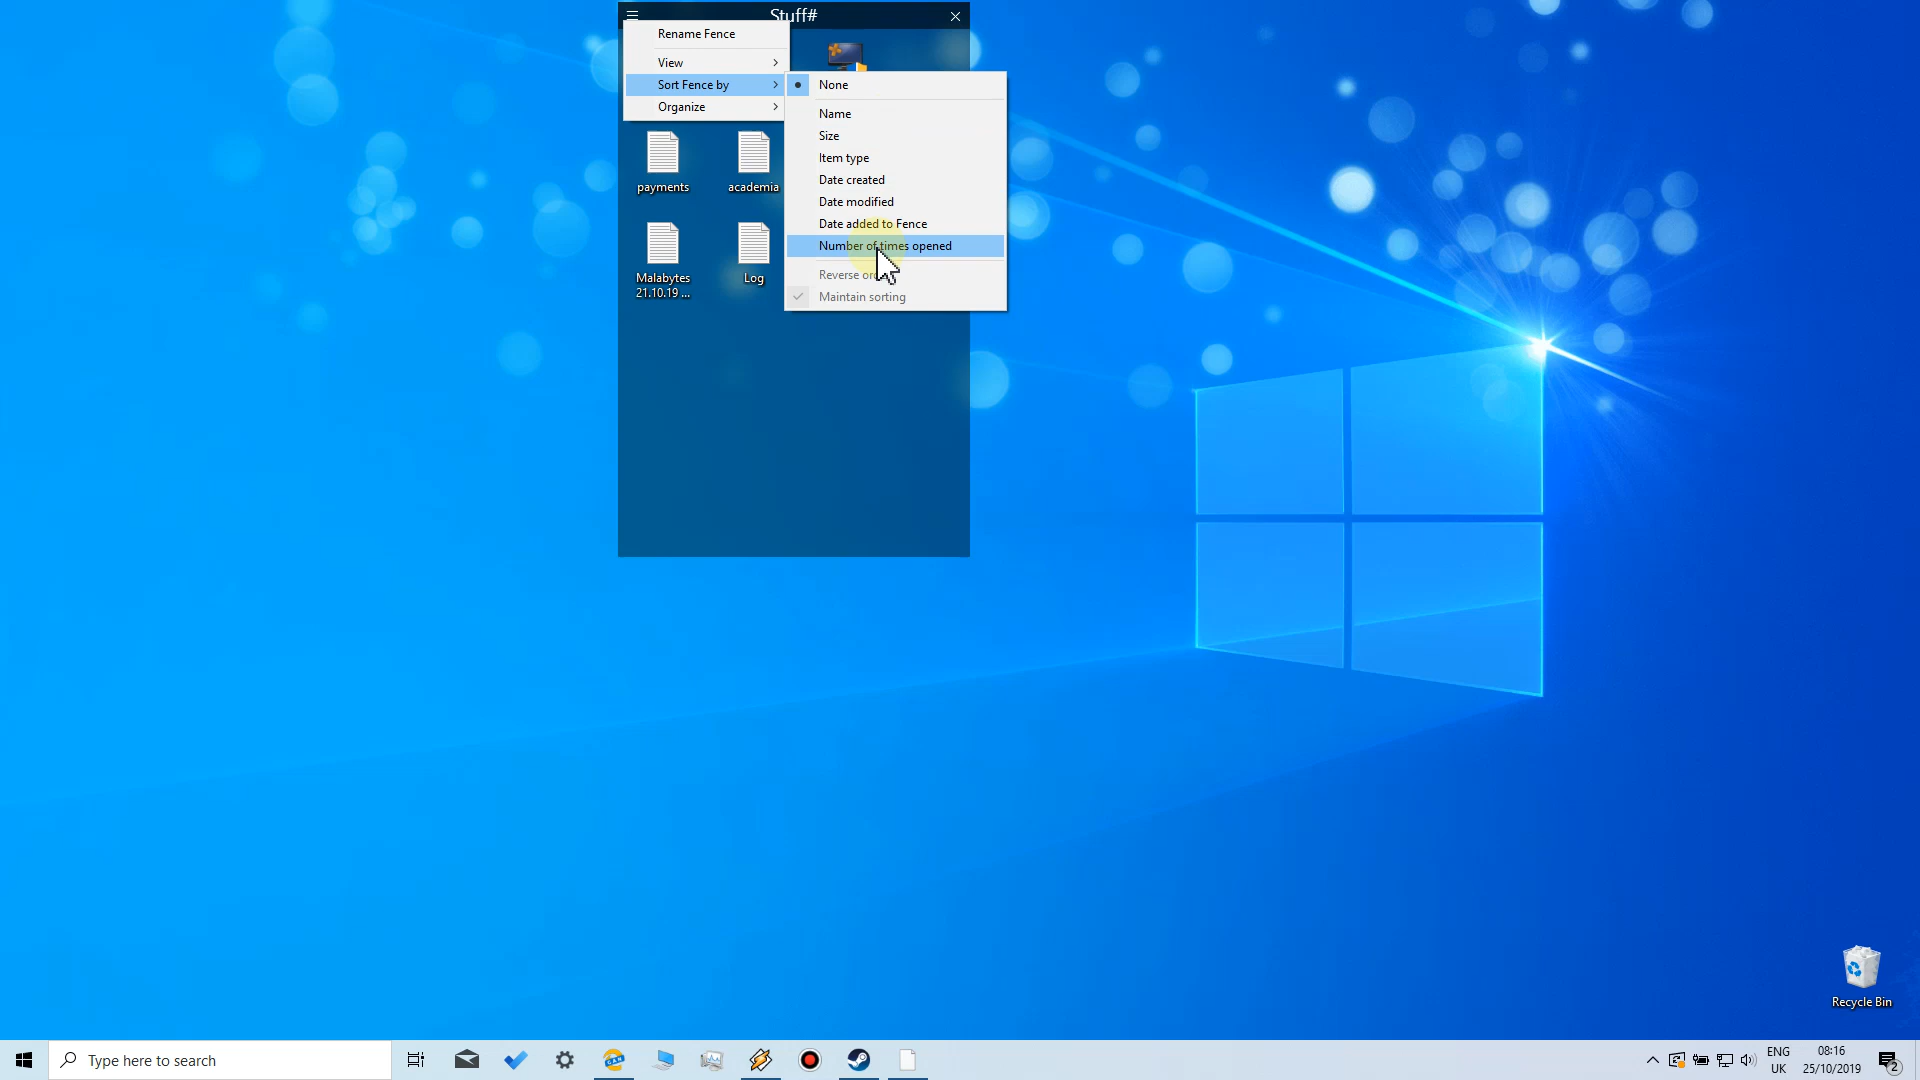 Stuff#
Rename Fence
View
Sort Fence by
Organize
None
Name
Size
Item type
Date created
Date modified
Date added to Fence
Number of times opened
Reverse
Maintain sorting
payments
academia
Malabytes
21.10.19 ...
Log
Recycle Bin
Type here to search
ENG
UK
08:16
25/10/2019
2